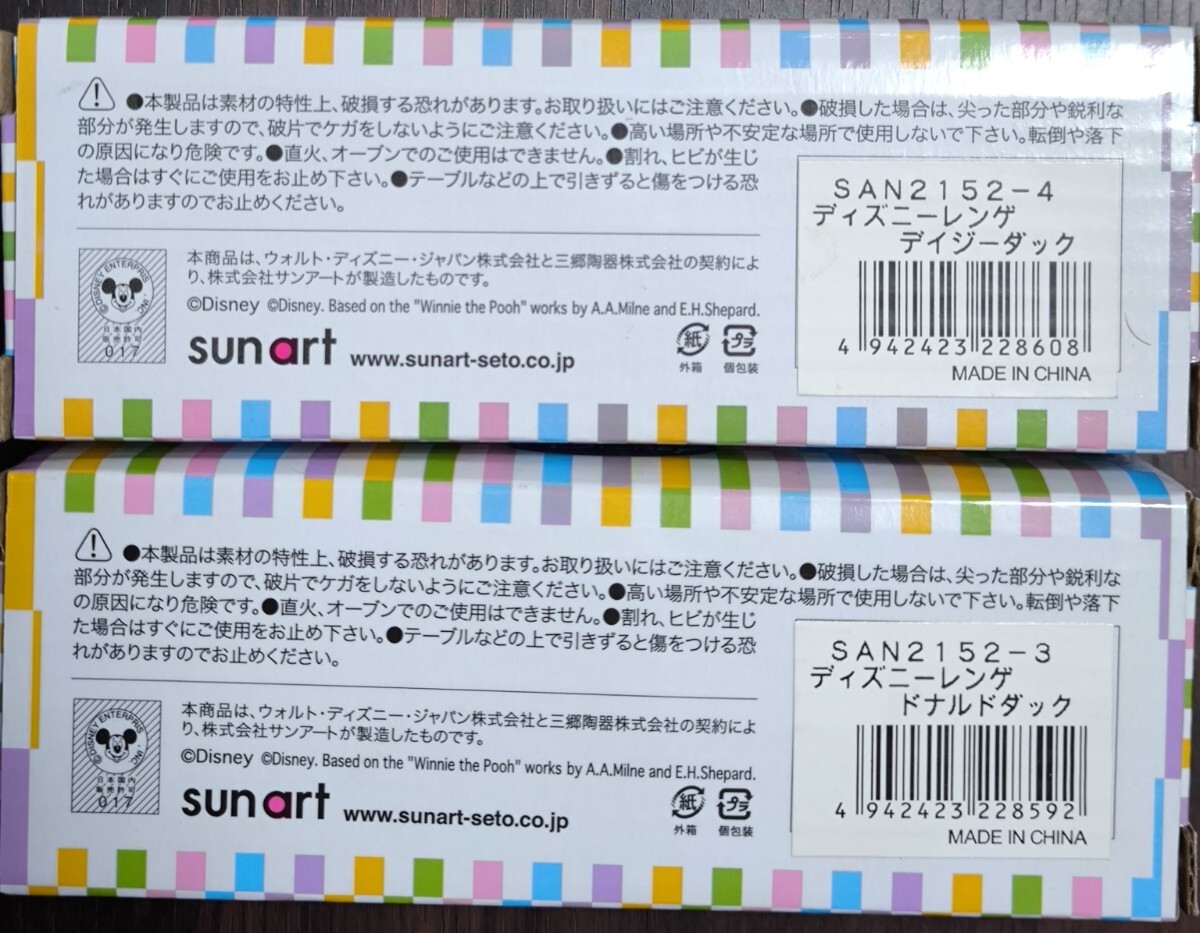 ●本製品は素材の特性上、破損する恐れがあります。お取り扱いにはご注意ください。●破損した場合は、尖った部分や鋭利な
部分が発生しますので、破片でケガをしないようにご注意ください。●高い場所や不安定な場所で使用しないで下さい。転倒や落下
の原因になり危険です。●直火、オーブンでのご使用はできません。●割れ、ヒビが生じ
た場合はすぐにご使用をお止め下さい。●テーブルなどの上で引きずると傷をつける恐
れがありますのでお止めください。
SAN2152-4
ディズニーレンゲ
デイジーダック
4 942423 228608
MADE IN CHINA
©DISNEY ENTERPRIS INC.
日本国内
販売許可
017
本商品は、ウォルト・ディズニー・ジャパン株式会社と三郷陶器株式会社の契約によ
り、株式会社サンアートが製造したものです。
©Disney ©Disney. Based on the "Winnie the Pooh" works by A.A.Milne and E.H.Shepard.
sunart www.sunart-seto.co.jp
紙 プラ
外箱 個包装
●本製品は素材の特性上、破損する恐れがあります。お取り扱いにはご注意ください。●破損した場合は、尖った部分や鋭利な
部分が発生しますので、破片でケガをしないようにご注意ください。●高い場所や不安定な場所で使用しないで下さい。転倒や落下
の原因になり危険です。●直火、オーブンでのご使用はできません。●割れ、ヒビが生じ
た場合はすぐにご使用をお止め下さい。●テーブルなどの上で引きずると傷をつける恐
れがありますのでお止めください。
SAN2152-3
ディズニーレンゲ
ドナルドダック
4 942423 228592
MADE IN CHINA
©DISNEY ENTERPRIS INC.
日本国内
販売許可
017
本商品は、ウォルト・ディズニー・ジャパン株式会社と三郷陶器株式会社の契約によ
り、株式会社サンアートが製造したものです。
©Disney ©Disney. Based on the "Winnie the Pooh" works by A.A.Milne and E.H.Shepard.
sunart www.sunart-seto.co.jp
紙 プラ
外箱 個包装